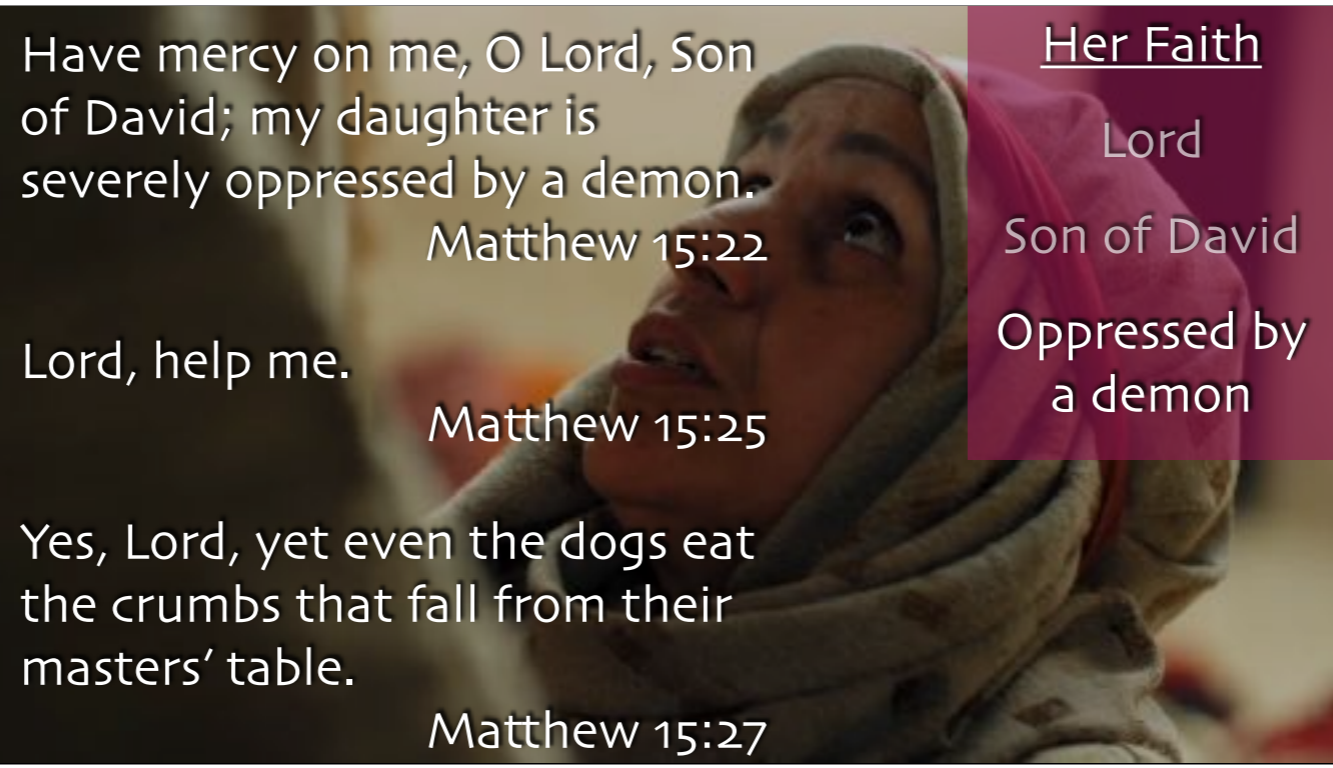 Have mercy on me, O Lord, Son
of David; my daughter is
severely oppressed by a demon.
Matthew 15:22
Lord, help me.
Matthew 15:25
Yes, Lord, yet even the dogs eat
the crumbs that fall from their
masters’ table.
Matthew 15:27
Her Faith
Lord
Son of David
Oppressed by
a demon